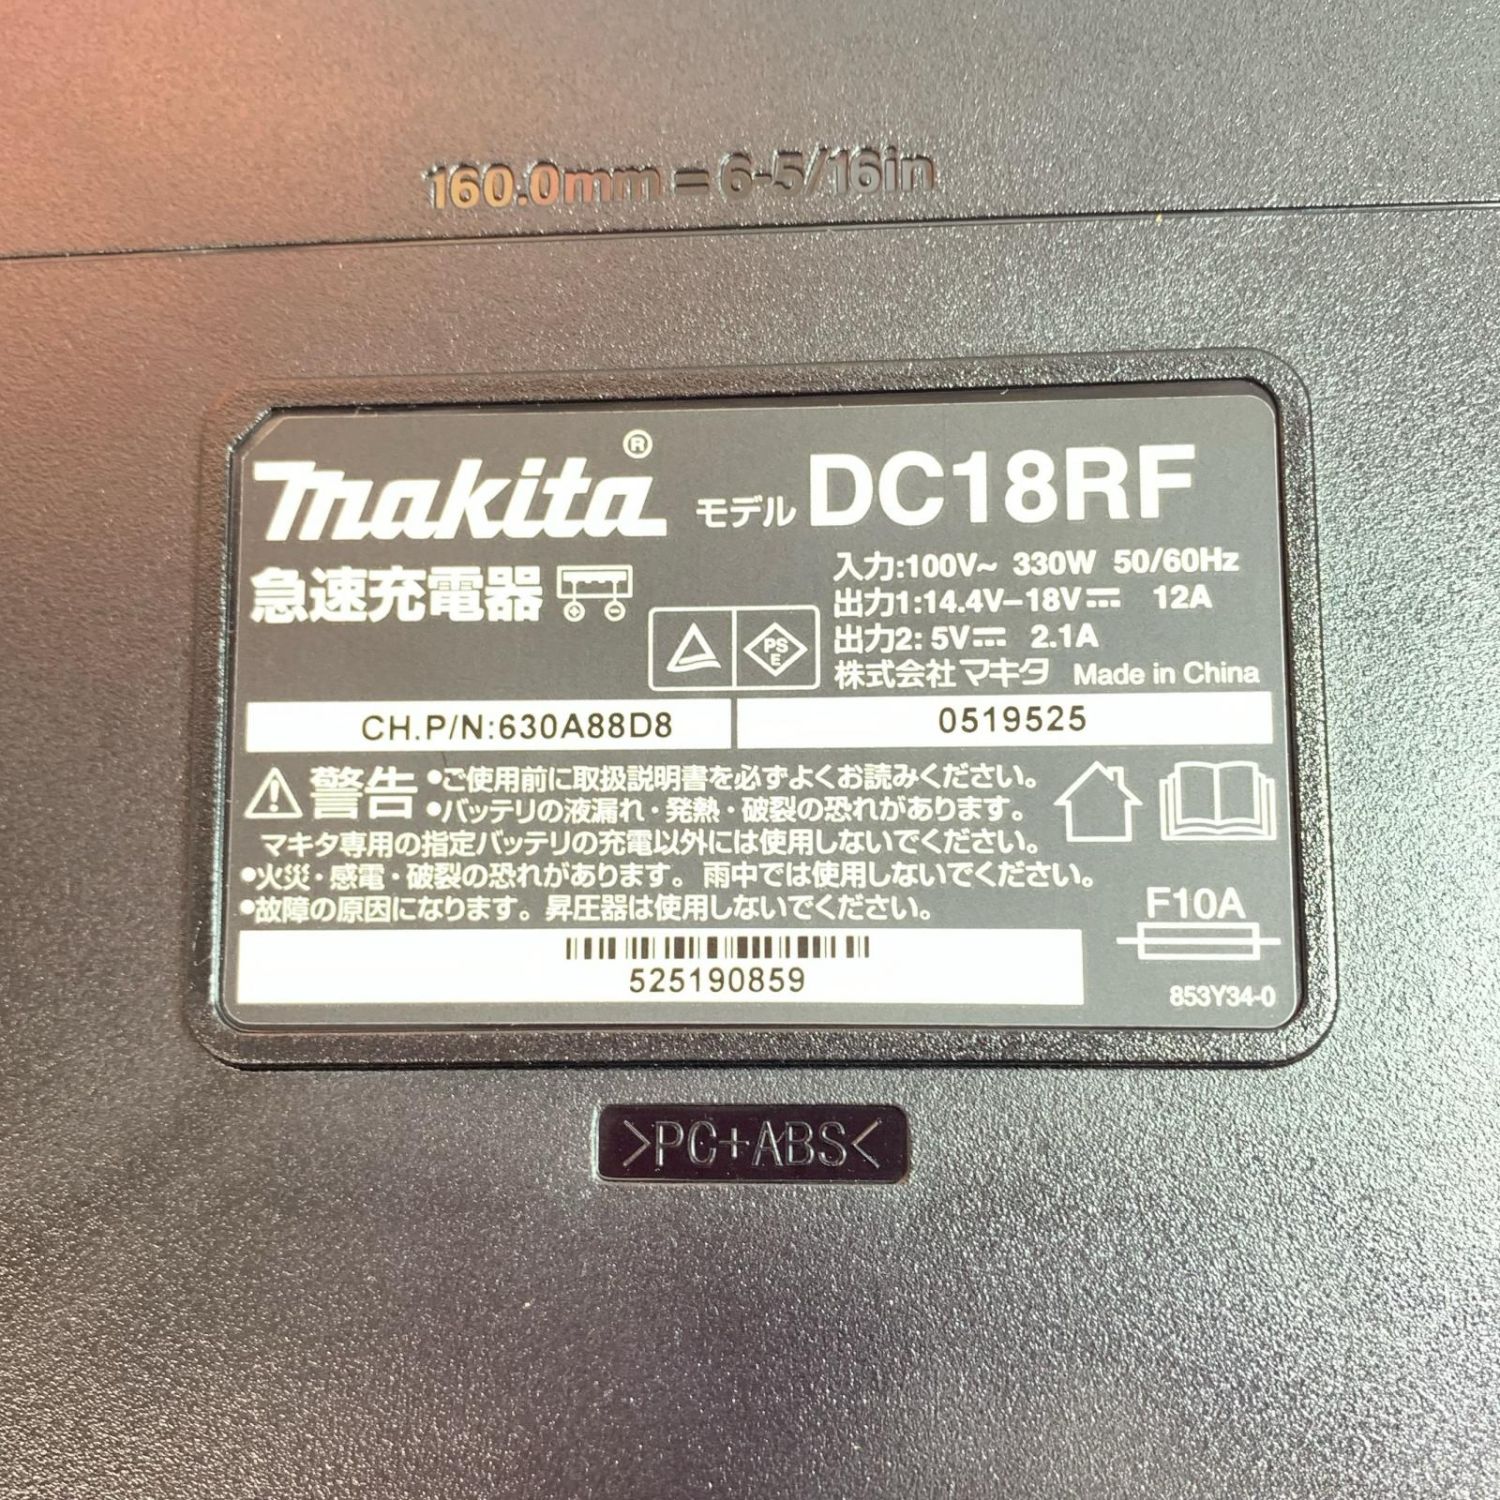 160.0mm = 6-5/16in
makita® モデル DC18RF
急速充電器
入力:100V~ 330W 50/60Hz
出力1:14.4V-18V⎓ 12A
出力2: 5V⎓ 2.1A
株式会社マキタ Made in China
PS
E
CH.P/N:630A88D8
0519525
警告 •ご使用前に取扱説明書を必ずよくお読みください。
•バッテリの液漏れ・発熱・破裂の恐れがあります。
マキタ専用の指定バッテリの充電以外には使用しないでください。
•火災・感電・破裂の恐れがあります。雨中では使用しないでください。
•故障の原因になります。昇圧器は使用しないでください。
F10A
525190859
853Y34-0
>PC+ABS<